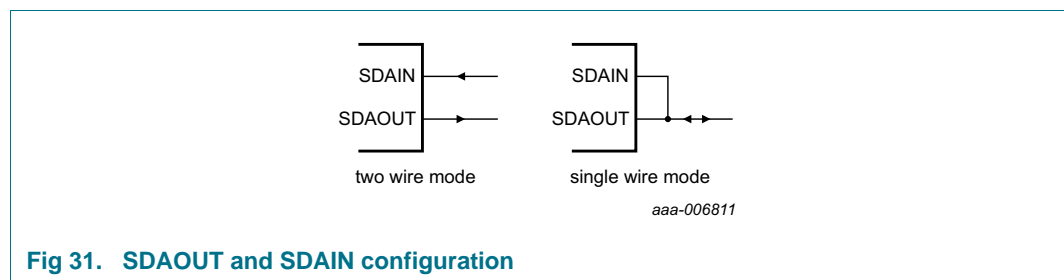 SDAIN SDAIN
SDAOUT SDAOUT
two wire mode single wire mode
aaa-006811
Fig 31. SDAOUT and SDAIN configuration